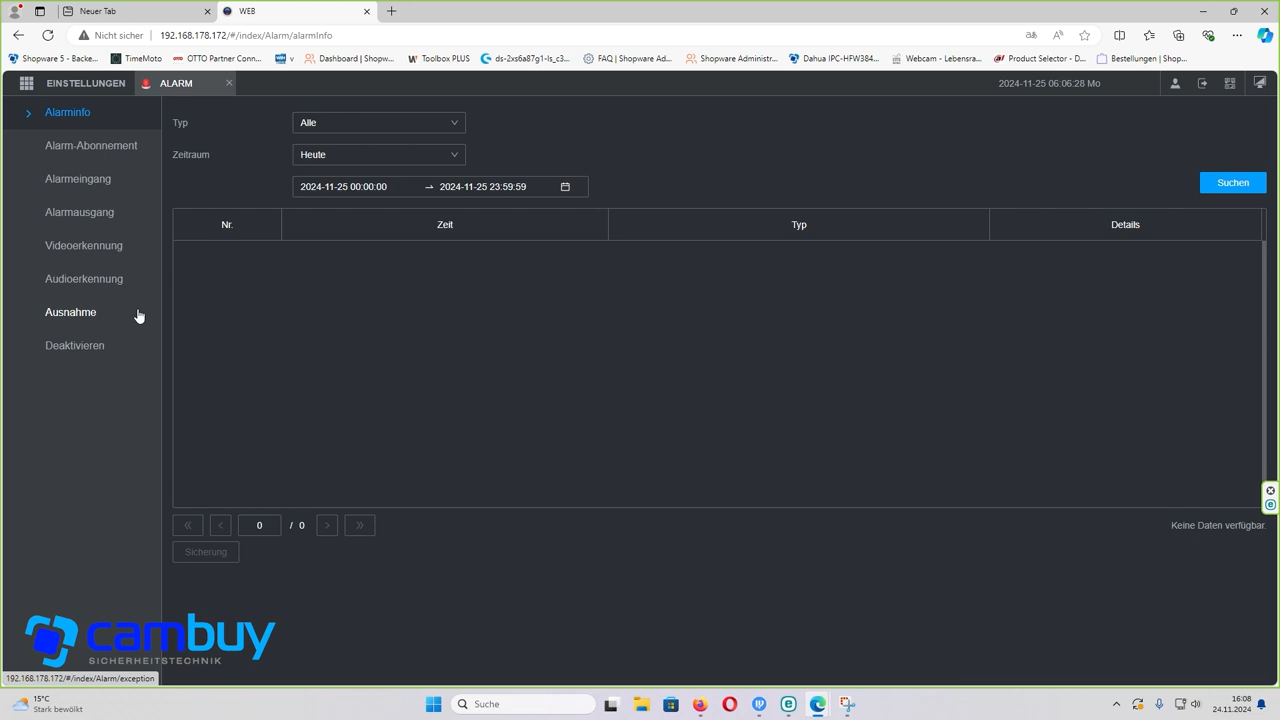 Neuer Tab
WEB
Nicht sicher
192.168.178.172/#/index/Alarm/alarmInfo
Shopware 5 - Backe...
TimeMoto
OTTO Partner Conn...
Dashboard | Shopw...
Toolbox PLUS
ds-2xs6a87g1-ls_c3...
FAQ | Shopware Ad...
Shopware Administr...
Dahua IPC-HFW384...
Webcam - Lebensra...
Product Selector - D...
Bestellungen | Shop...
EINSTELLUNGEN
ALARM
2024-11-25 06:06:28 Mo
Alarminfo
Alarm-Abonnement
Alarmeingang
Alarmausgang
Videoerkennung
Audioerkennung
Ausnahme
Deaktivieren
Typ
Alle
Zeitraum
Heute
2024-11-25 00:00:00
2024-11-25 23:59:59
Suchen
Nr.
Zeit
Typ
Details
0 / 0
Keine Daten verfügbar.
Sicherung
cambuy
SICHERHEITSTECHNIK
192.168.178.172/#/index/Alarm/exception
15°C
Stark bewölkt
Suche
16:08
24.11.2024